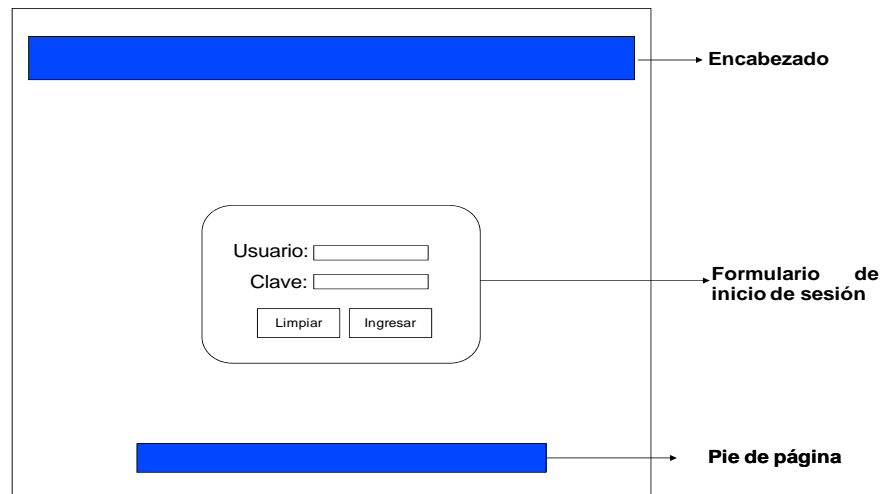 Encabezado
Usuario:
Clave:
Limpiar Ingresar
Formulario de
inicio de sesión
Pie de página